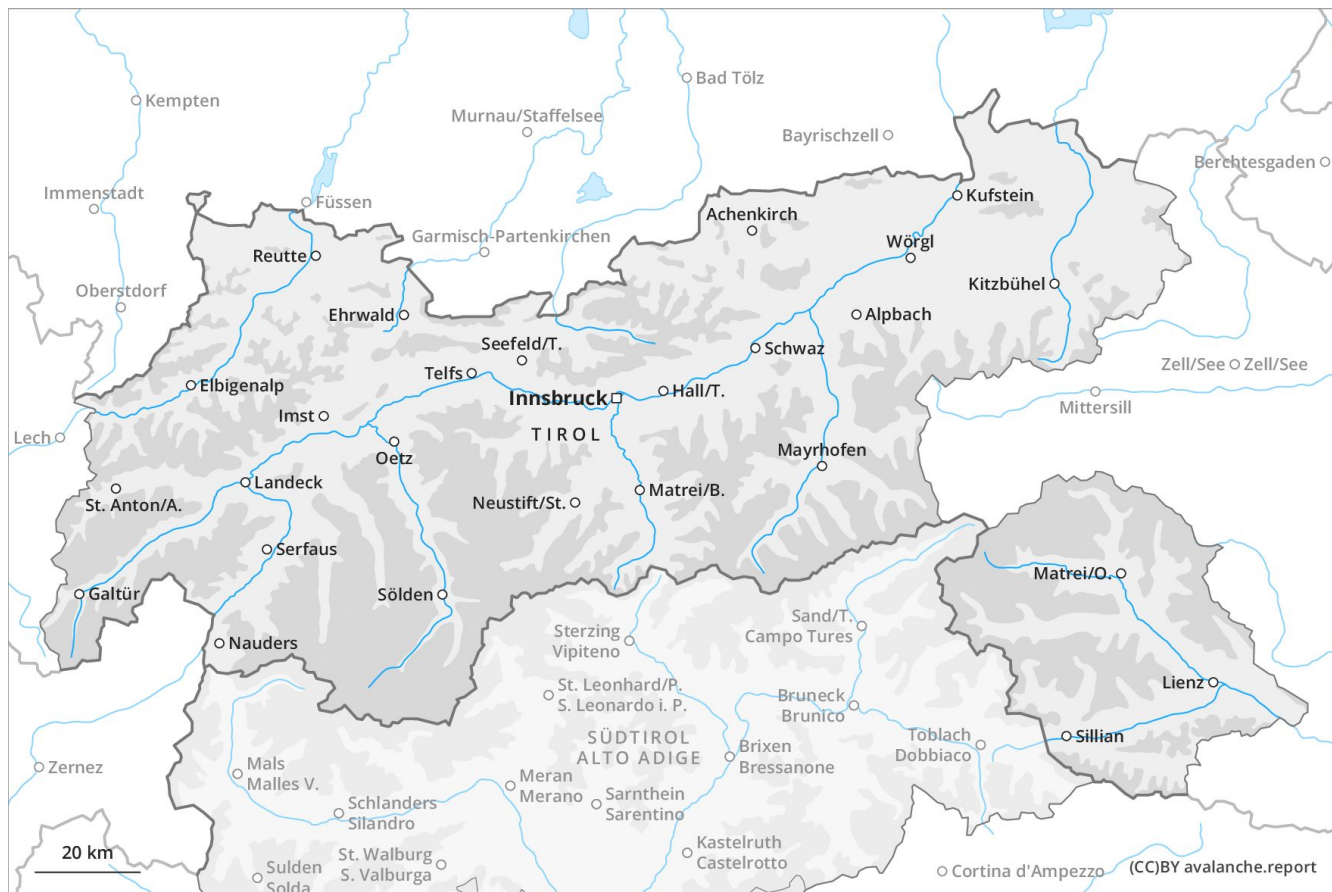 Kempten
Bad Tölz
Murnau/Staffelsee
Bayrischzell
Berchtesgaden
Immenstadt
Füssen
Kufstein
Achenkirch
Garmisch-Partenkirchen
Wörgl
Reutte
Kitzbühel
Oberstdorf
Ehrwald
Alpbach
Seefeld/T.
Schwaz
Telfs
Zell/See
Zell/See
Elbigenalp
Innsbruck
Hall/T.
Mittersill
Imst
TIROL
Lech
Oetz
Mayrhofen
Landeck
Matrei/B.
St. Anton/A.
Neustift/St.
Serfaus
Matrei/O.
Galtür
Sölden
Sand/T.
Campo Tures
Sterzing
Vipiteno
Nauders
Lienz
St. Leonhard/P.
S. Leonardo i. P.
Bruneck
Brunico
SÜDTIROL
ALTO ADIGE
Toblach
Dobbiaco
Sillian
Brixen
Bressanone
Zernez
Mals
Malles V.
Meran
Merano
Sarnthein
Sarentino
Schlanders
Silandro
Kastelruth
Castelrotto
20 km
St. Walburg
S. Valburga
Sulden
Solda
Cortina d'Ampezzo
(CC)BY avalanche.report